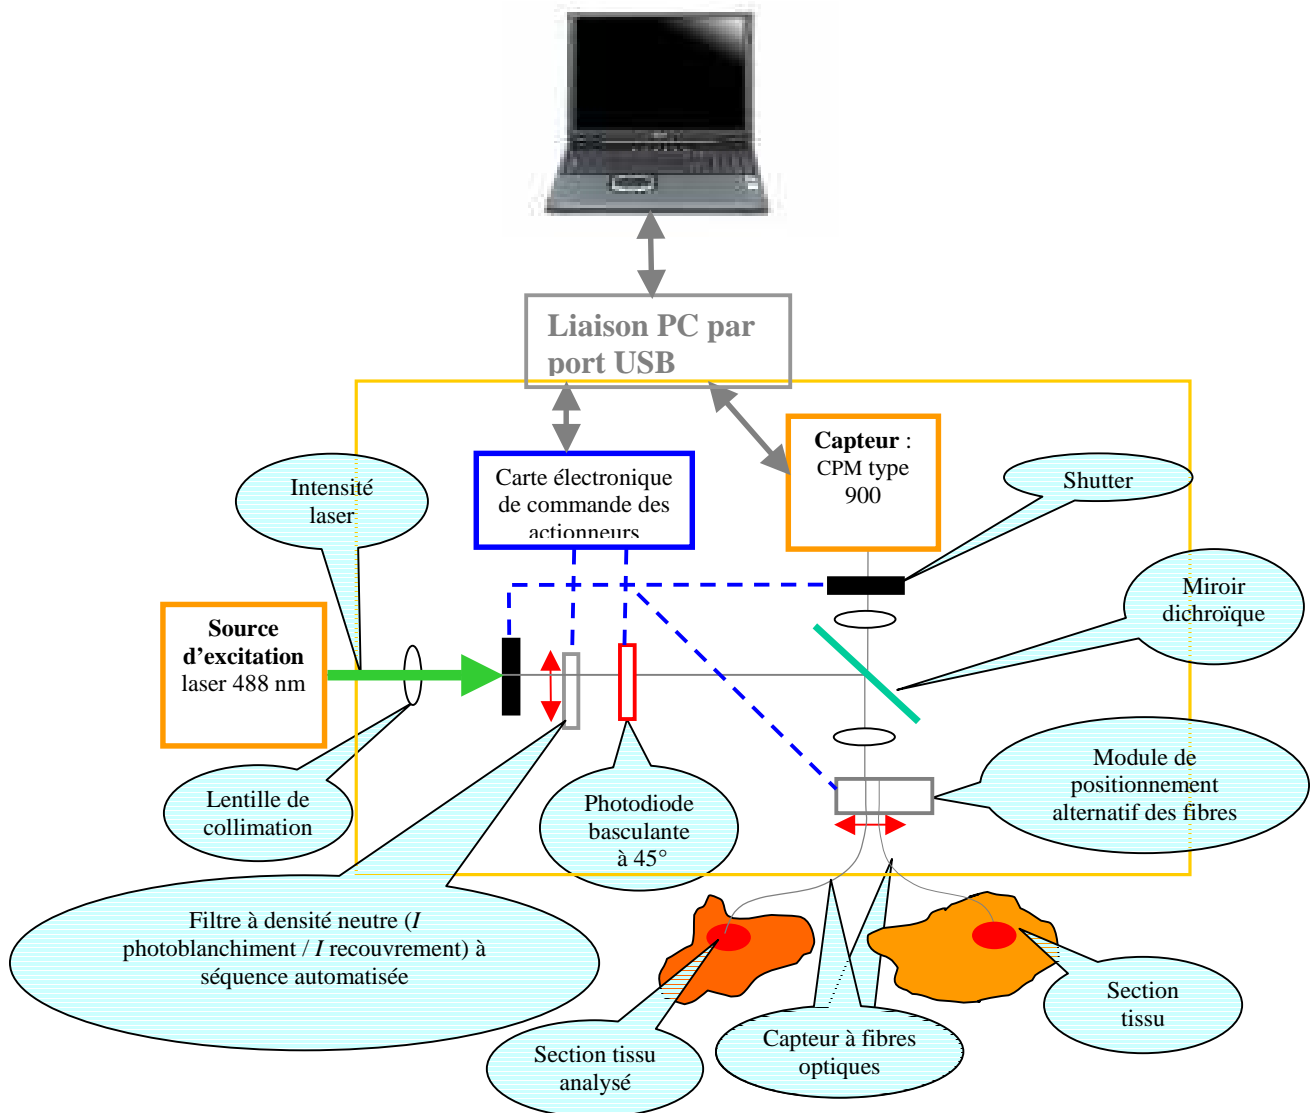 Liaison PC par
port USB
Capteur :
CPM type
900
Carte électronique
de commande des
actionneurs
Intensité
laser
Shutter
Miroir
dichroïque
Source
d'excitation
laser 488 nm
Lentille de
collimation
Photodiode
basculante
à 45°
Module de
positionnement
alternatif des fibres
Filtre à densité neutre (I
photoblanchiment / I recouvrement) à
séquence automatisée
Section tissu
analysé
Capteur à fibres
optiques
Section
tissu